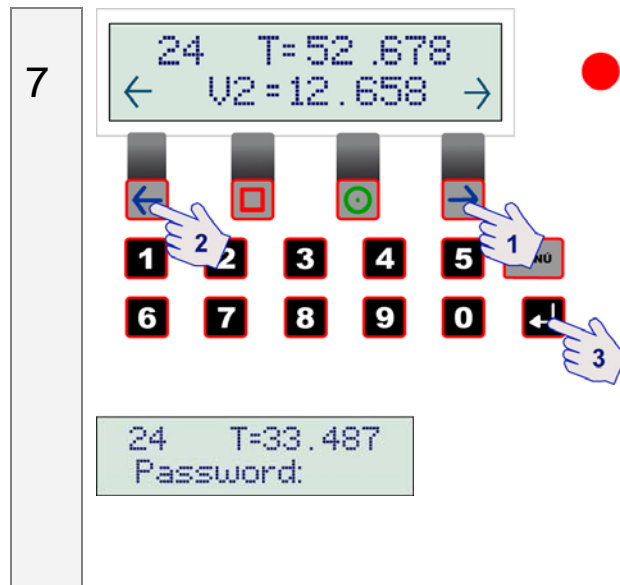 7
24 T=52.678
← V2=12.658 →
← →
2 1
1 2 3 4 5 NÚ
6 7 8 9 0 ↵
3
24 T=33.487
Password: